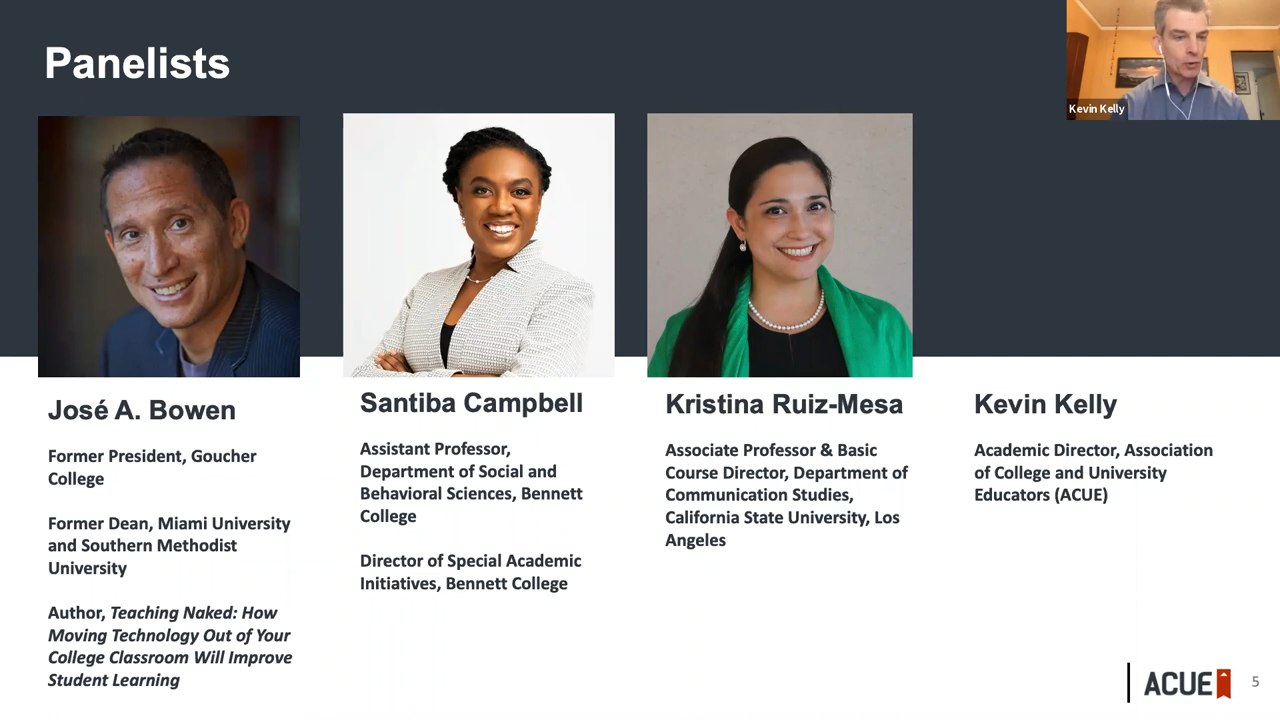 Panelists
Kevin Kelly
José A. Bowen
Former President, Goucher
College
Former Dean, Miami University
and Southern Methodist
University
Author, Teaching Naked: How
Moving Technology Out of Your
College Classroom Will Improve
Student Learning
Santiba Campbell
Assistant Professor,
Department of Social and
Behavioral Sciences, Bennett
College
Director of Special Academic
Initiatives, Bennett College
Kristina Ruiz-Mesa
Associate Professor & Basic
Course Director, Department of
Communication Studies,
California State University, Los
Angeles
Kevin Kelly
Academic Director, Association
of College and University
Educators (ACUE)
ACUE
5